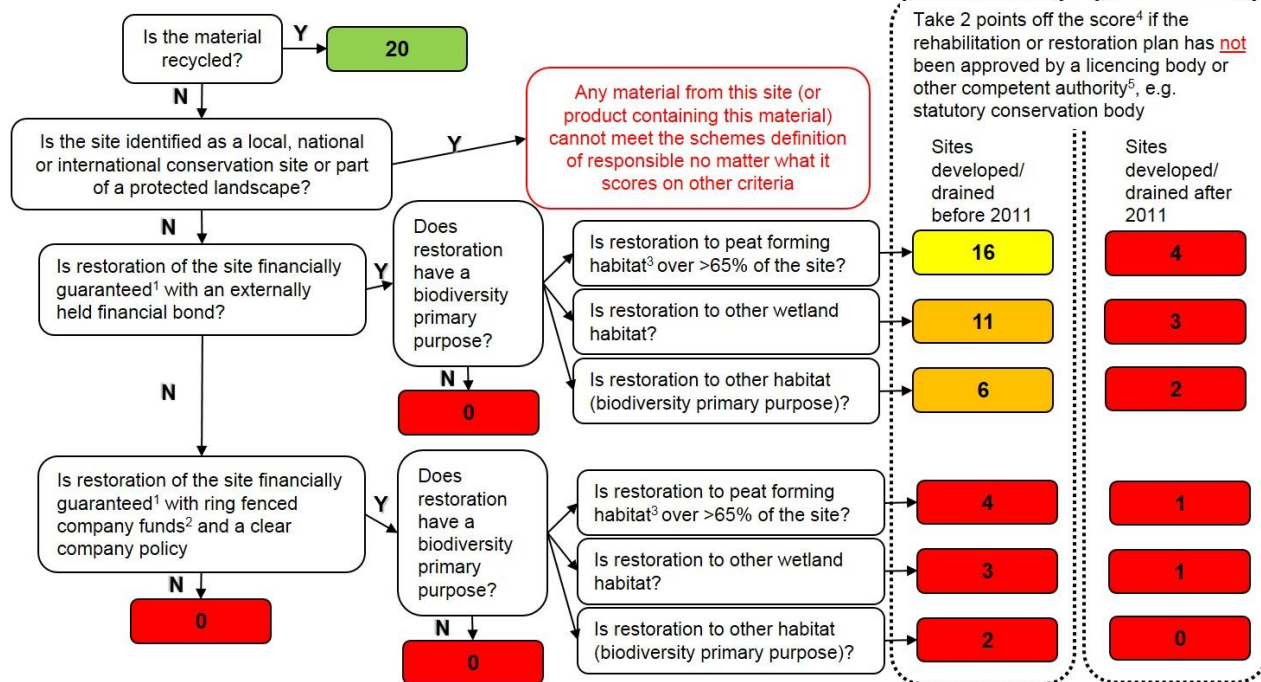 Is the material
recycled?
Y
20
N
Is the site identified as a local, national
or international conservation site or part
of a protected landscape?
Y
Any material from this site (or
product containing this material)
cannot meet the schemes definition
of responsible no matter what it
scores on other criteria
Take 2 points off the score⁴ if the
rehabilitation or restoration plan has not
been approved by a licencing body or
other competent authority⁵, e.g.
statutory conservation body
Sites
developed/
drained
before 2011
Sites
developed/
drained after
2011
N
Is restoration of the site financially
guaranteed¹ with an externally
held financial bond?
Y
Does
restoration
have a
biodiversity
primary
purpose?
N
0
Is restoration to peat forming
habitat³ over >65% of the site?
16
4
Is restoration to other wetland
habitat?
11
3
Is restoration to other habitat
(biodiversity primary purpose)?
6
2
N
Is restoration of the site financially
guaranteed¹ with ring fenced
company funds² and a clear
company policy
Y
N
0
Does
restoration
have a
biodiversity
primary
purpose?
N
0
Is restoration to peat forming
habitat³ over >65% of the site?
4
1
Is restoration to other wetland
habitat?
3
1
Is restoration to other habitat
(biodiversity primary purpose)?
2
0